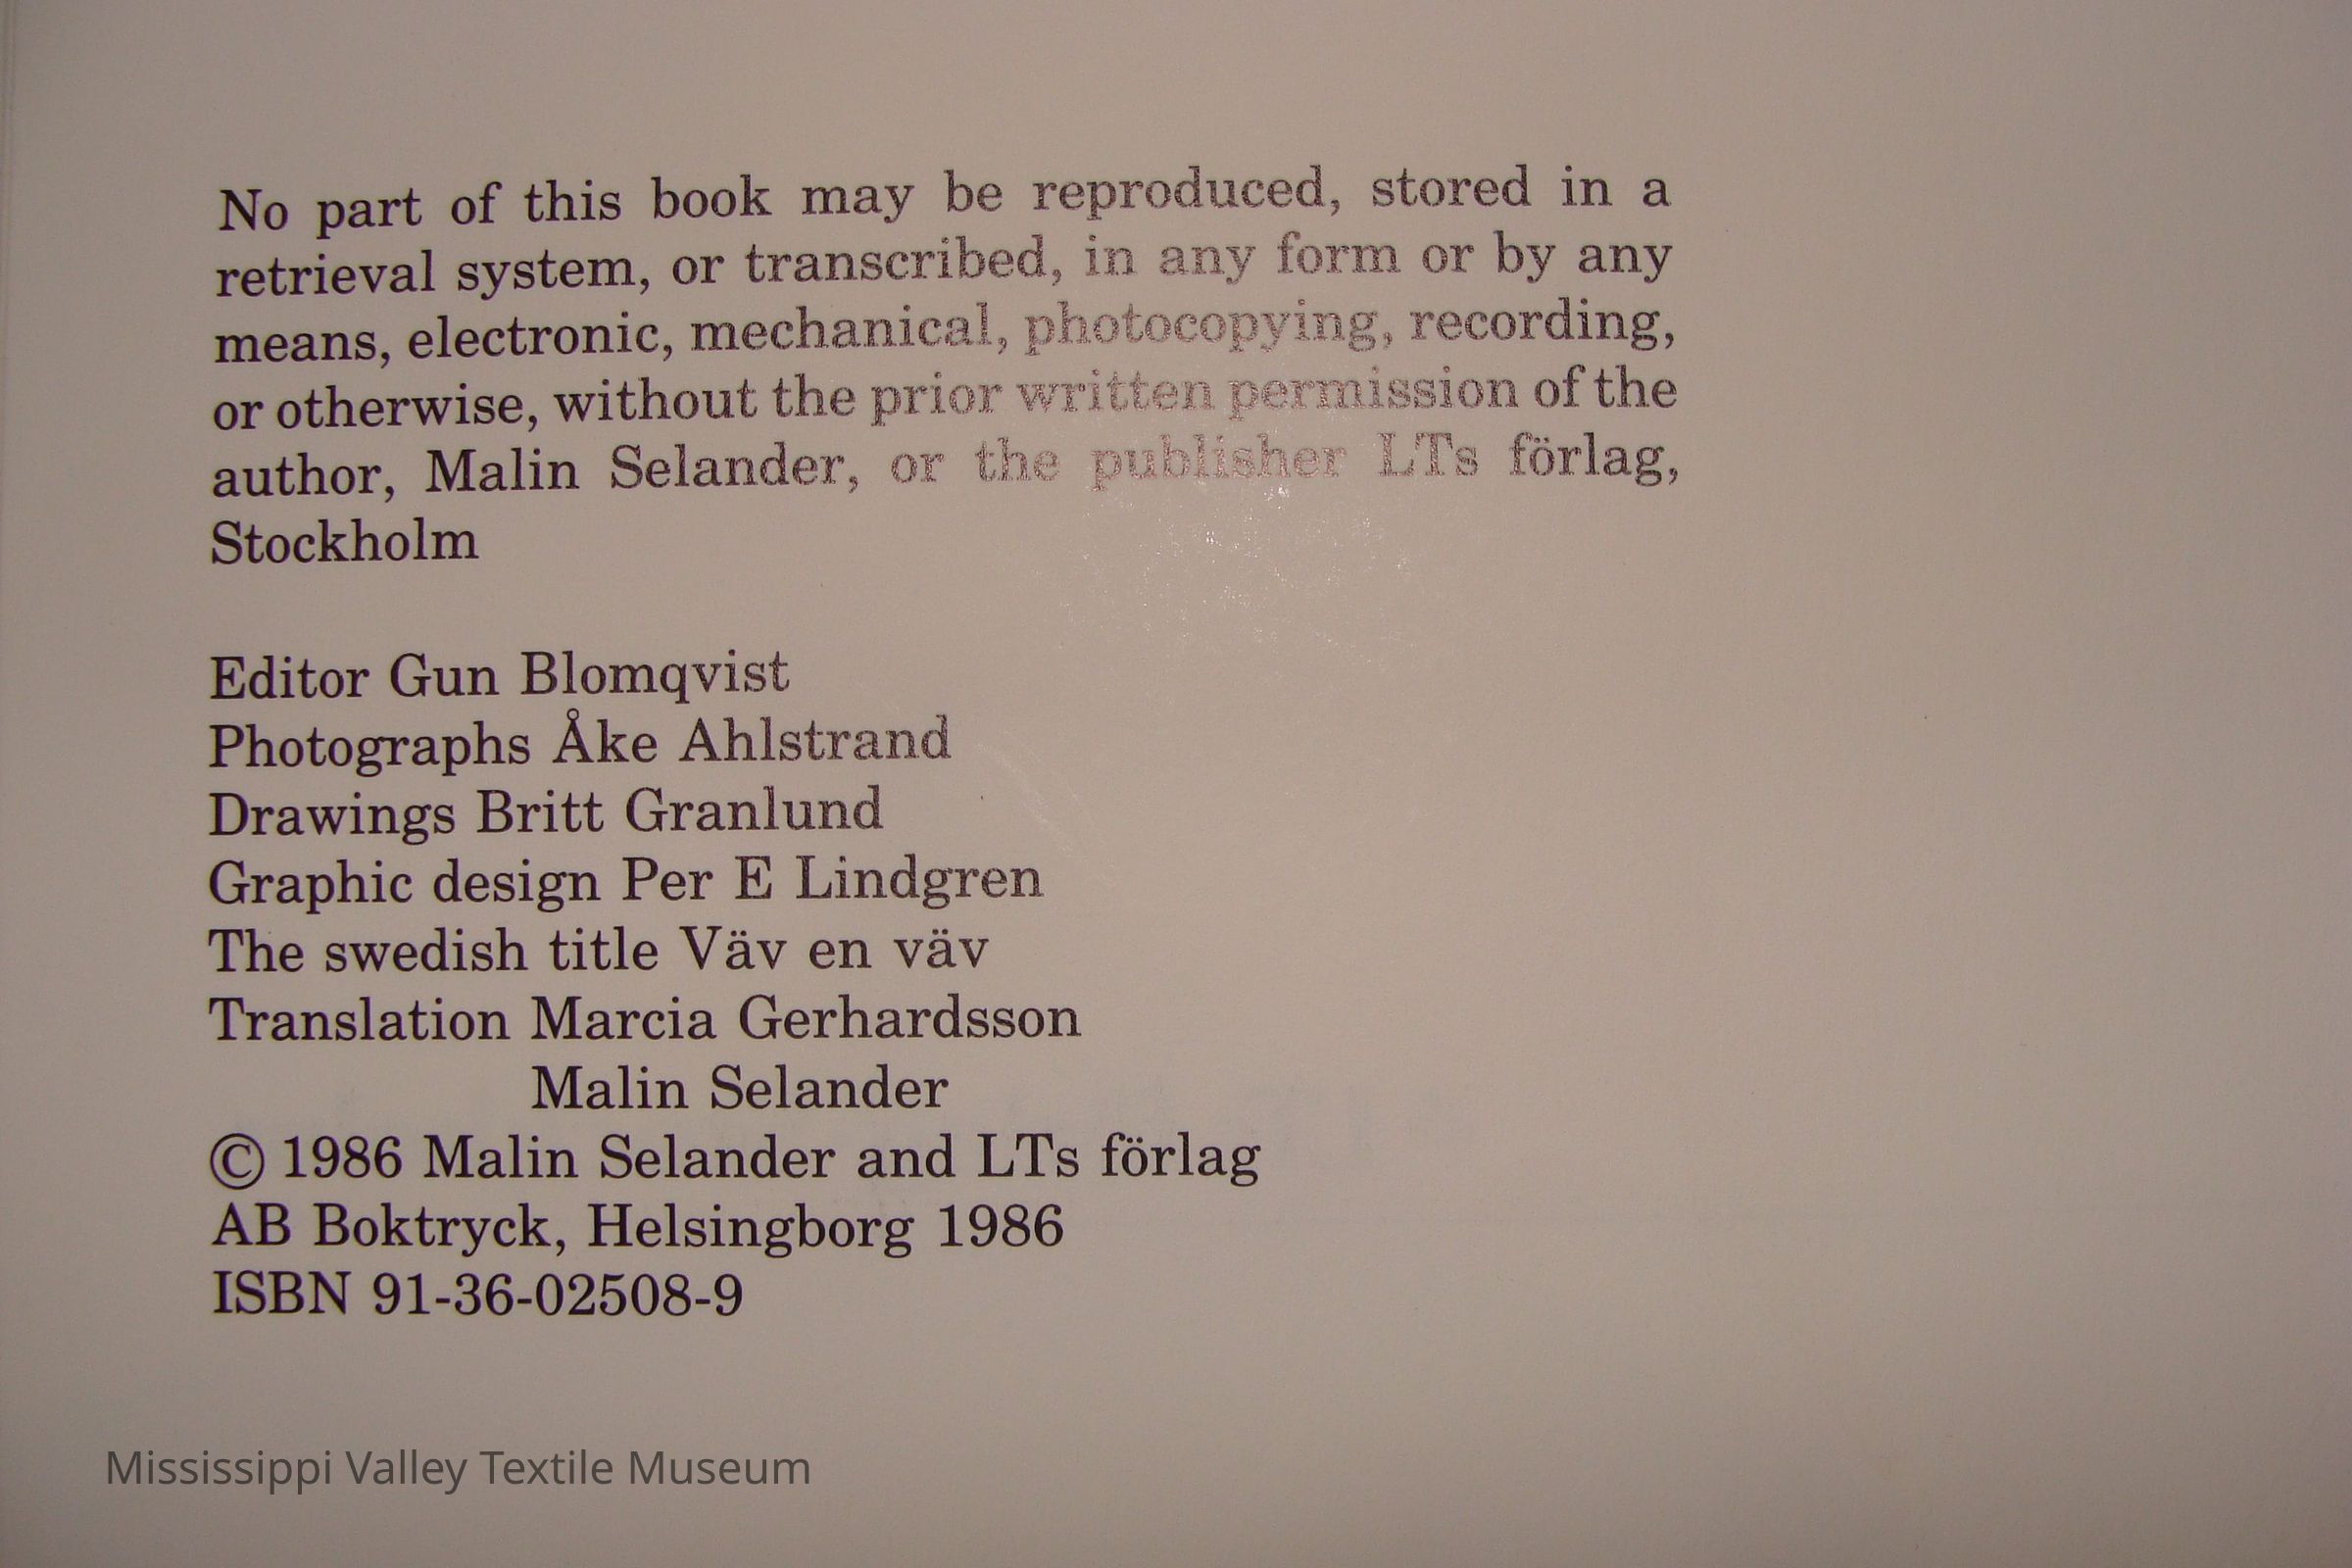 No part of this book may be reproduced, stored in a
retrieval system, or transcribed, in any form or by any
means, electronic, mechanical, photocopying, recording,
or otherwise, without the prior written permission of the
author, Malin Selander, or the publisher LTs förlag,
Stockholm
Editor Gun Blomqvist
Photographs Åke Ahlstrand
Drawings Britt Granlund
Graphic design Per E Lindgren
The swedish title Väv en väv
Translation Marcia Gerhardsson
Malin Selander
© 1986 Malin Selander and LTs förlag
AB Boktryck, Helsingborg 1986
ISBN 91-36-02508-9
Mississippi Valley Textile Museum